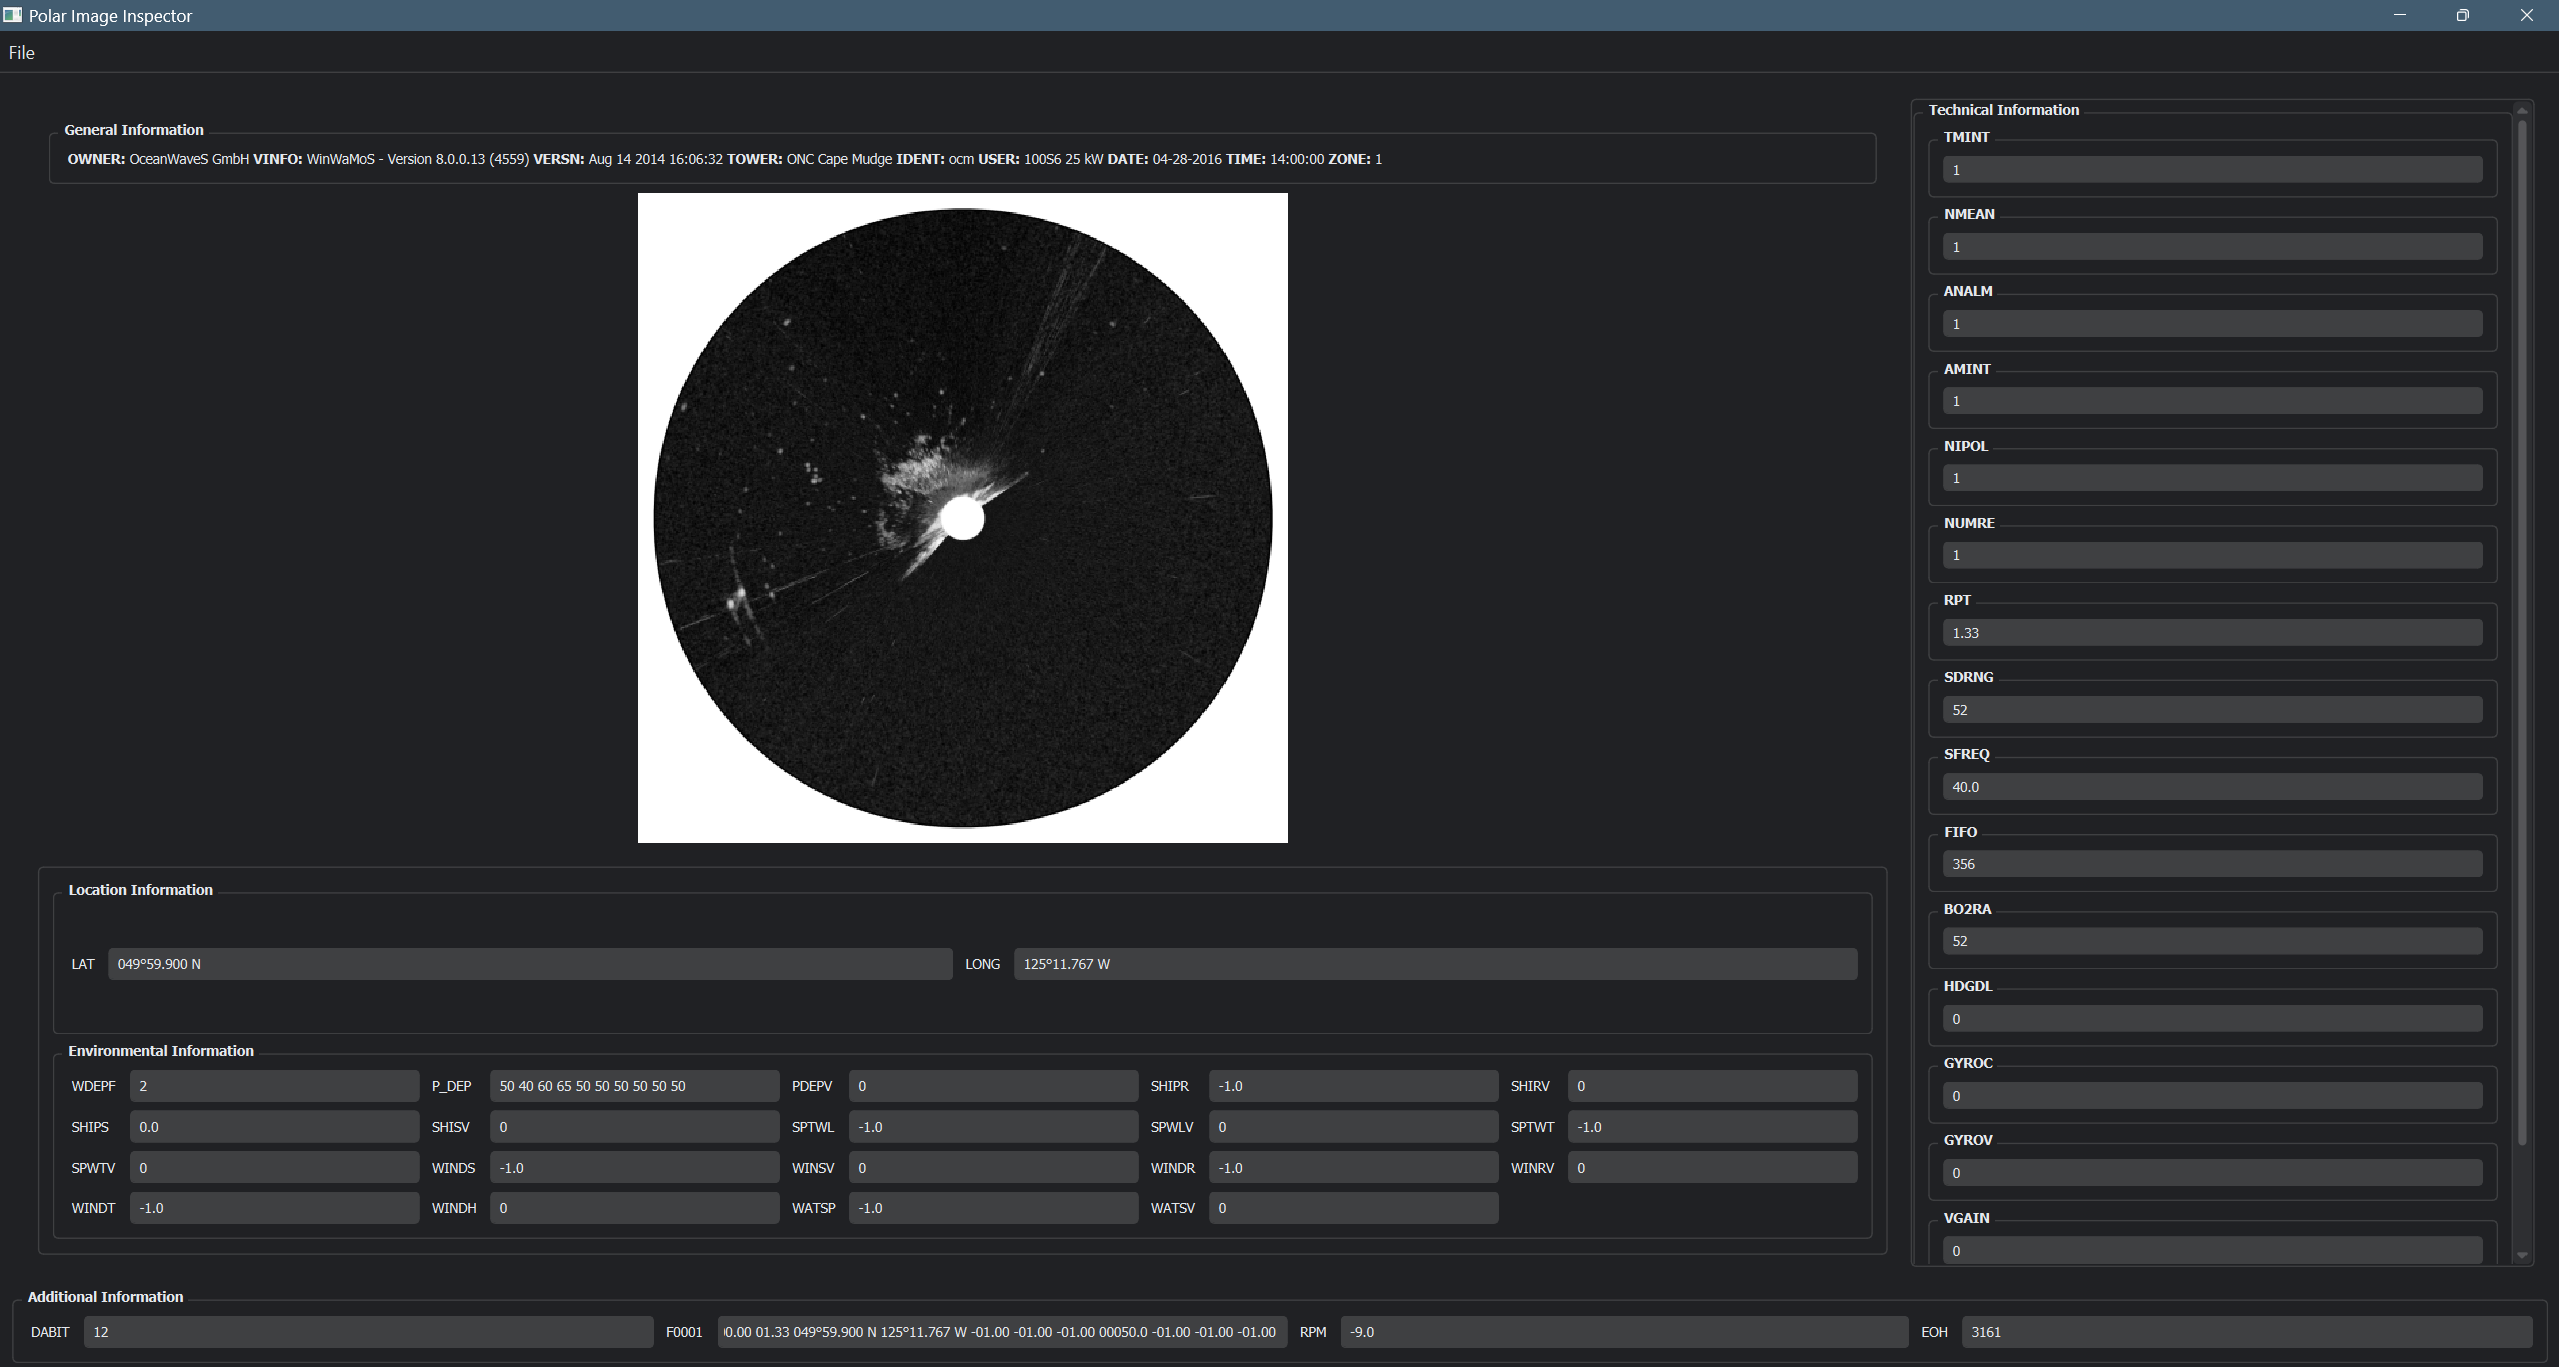 Polar Image Inspector
File
General Information
OWNER: OceanWaveS GmbH VINFO: WinWaMoS - Version 8.0.0.13 (4559) VERSN: Aug 14 2014 16:06:32 TOWER: ONC Cape Mudge IDENT: ocm USER: 100S6 25 kW DATE: 04-28-2016 TIME: 14:00:00 ZONE: 1
Location Information
LAT 049°59.900 N LONG 125°11.767 W
Environmental Information
WDEPF 2 P_DEP 50 40 60 65 50 50 50 50 50 50 PDEPV 0 SHIPR -1.0 SHIRV 0
SHIPS 0.0 SHISV 0 SPTWL -1.0 SPWLV 0 SPTWT -1.0
SPWTV 0 WINDS -1.0 WINSV 0 WINDR -1.0 WINRV 0
WINDT -1.0 WINDH 0 WATSP -1.0 WATSV 0
Technical Information
TMINT
1
NMEAN
1
ANALM
1
AMINT
1
NIPOL
1
NUMRE
1
RPT
1.33
SDRNG
52
SFREQ
40.0
FIFO
356
BO2RA
52
HDGDL
0
GYROC
0
GYROV
0
VGAIN
0
Additional Information
DABIT 12 F0001 0.00 01.33 049°59.900 N 125°11.767 W -01.00 -01.00 -01.00 00050.0 -01.00 -01.00 -01.00 RPM -9.0 EOH 3161